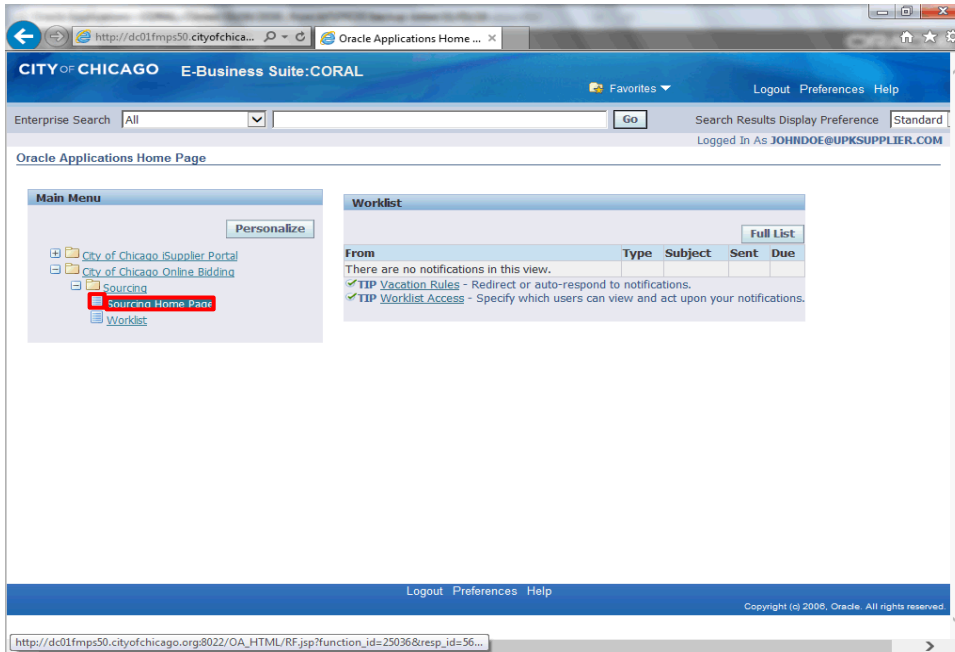 http://dc01fmps50.cityofchica...
Oracle Applications Home ...
CITY OF CHICAGO E-Business Suite:CORAL
Favorites
Logout Preferences Help
Enterprise Search All Go Search Results Display Preference Standard
Logged In As JOHNDOE@UPKSUPPLIER.COM
Oracle Applications Home Page
Main Menu
Personalize
City of Chicago iSupplier Portal
City of Chicago Online Bidding
Sourcing
Sourcing Home Page
Worklist
Worklist
Full List
From Type Subject Sent Due
There are no notifications in this view.
TIP Vacation Rules - Redirect or auto-respond to notifications.
TIP Worklist Access - Specify which users can view and act upon your notifications.
Logout Preferences Help
Copyright (c) 2006, Oracle. All rights reserved.
http://dc01fmps50.cityofchicago.org:8022/OA_HTML/RF.jsp?function_id=25036&resp_id=56...